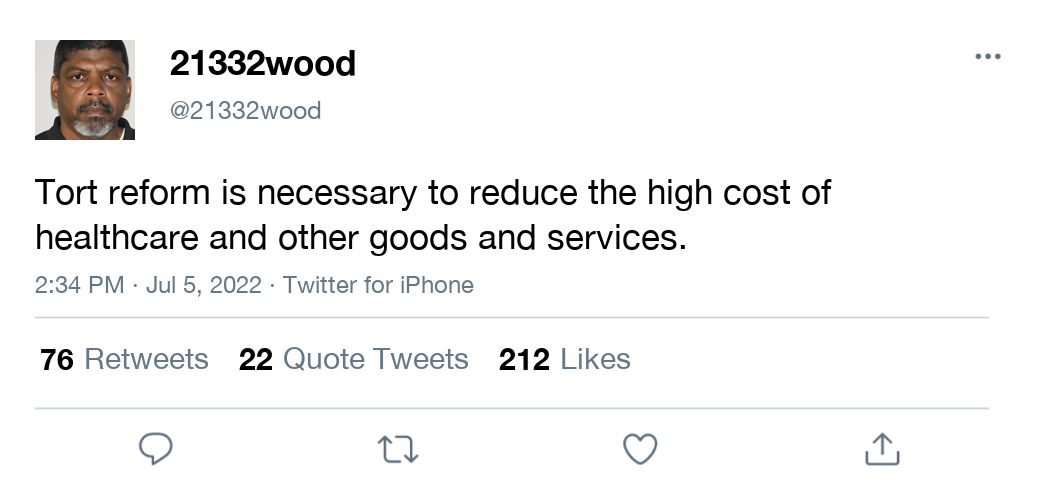 21332wood
@21332wood
Tort reform is necessary to reduce the high cost of
healthcare and other goods and services.
2:34 PM · Jul 5, 2022 · Twitter for iPhone
76 Retweets 22 Quote Tweets 212 Likes